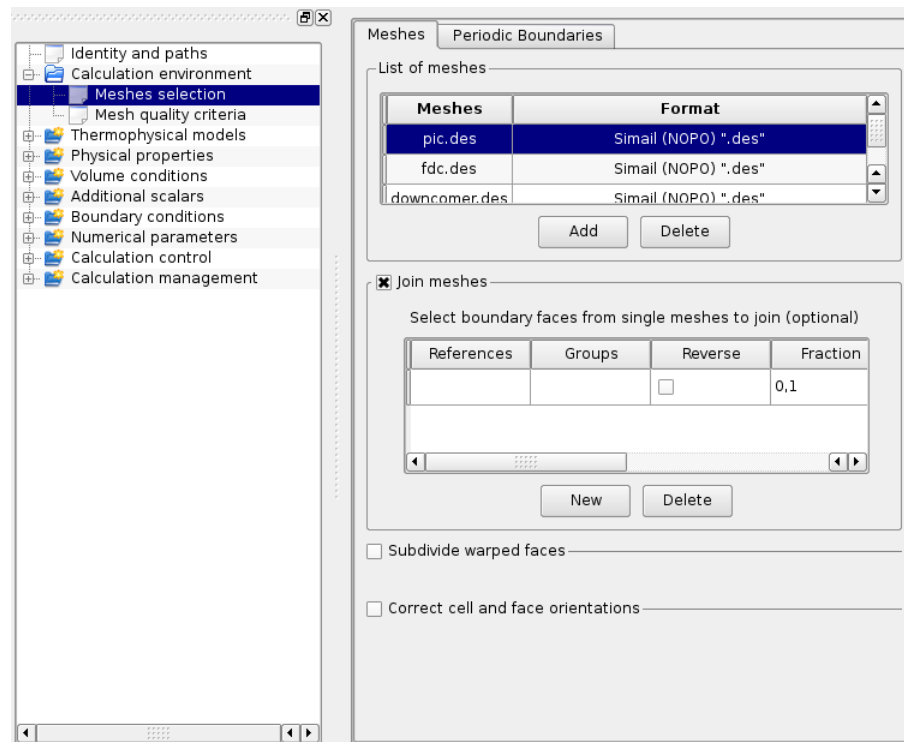 Identity and paths
Calculation environment
Meshes selection
Mesh quality criteria
Thermophysical models
Physical properties
Volume conditions
Additional scalars
Boundary conditions
Numerical parameters
Calculation control
Calculation management
Meshes
Periodic Boundaries
List of meshes
Meshes Format
pic.des Simail (NOPO) ".des"
fdc.des Simail (NOPO) ".des"
downcomer.des Simail (NOPO) ".des"
Add Delete
Join meshes
Select boundary faces from single meshes to join (optional)
References Groups Reverse Fraction
0,1
New Delete
Subdivide warped faces
Correct cell and face orientations